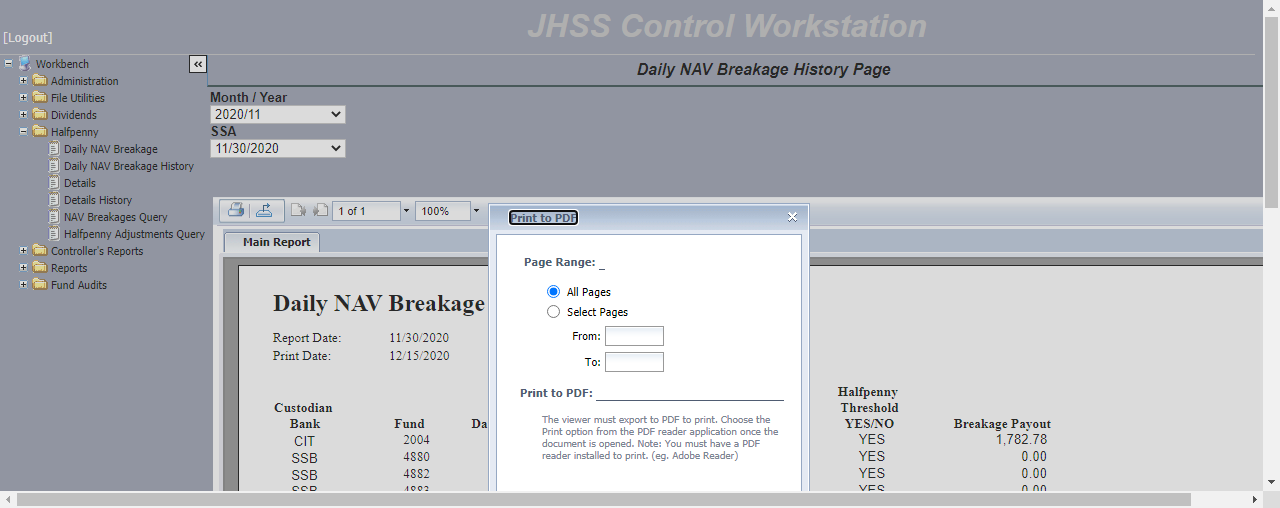 JHSS Control Workstation
[Logout]
Workbench
«
Daily NAV Breakage History Page
Administration
File Utilities
Dividends
Halfpenny
Daily NAV Breakage
Daily NAV Breakage History
Details
Details History
NAV Breakages Query
Halfpenny Adjustments Query
Controller's Reports
Reports
Fund Audits
Month / Year
2020/11
SSA
11/30/2020
1 of 1
100%
Main Report
Daily NAV Breakage
Report Date: 11/30/2020
Print Date: 12/15/2020
Custodian
Bank Fund Da
CIT 2004
SSB 4880
SSB 4882
SSB 4883
Print to PDF
Page Range:
All Pages
Select Pages
From:
To:
Print to PDF:
The viewer must export to PDF to print. Choose the
Print option from the PDF reader application once the
document is opened. Note: You must have a PDF
reader installed to print. (eg. Adobe Reader)
Halfpenny
Threshold
YES/NO Breakage Payout
YES 1,782.78
YES 0.00
YES 0.00
YES 0.00